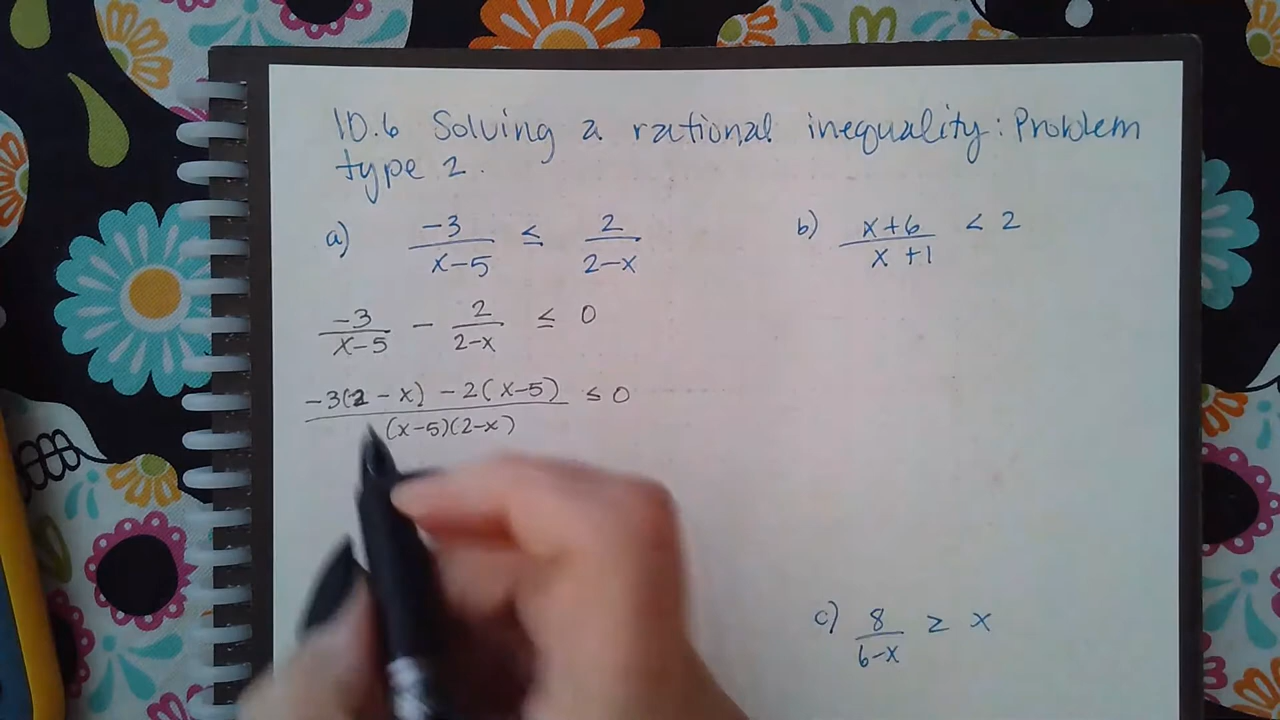 10.6 Solving a rational inequality: Problem
type 2.
a) -3/(x-5) ≤ 2/(2-x)
-3/(x-5) - 2/(2-x) ≤ 0
(-3(2-x) -2(x-5))/((x-5)(2-x)) ≤ 0
b) (x+6)/(x+1) < 2
c) 8/(6-x) ≥ x